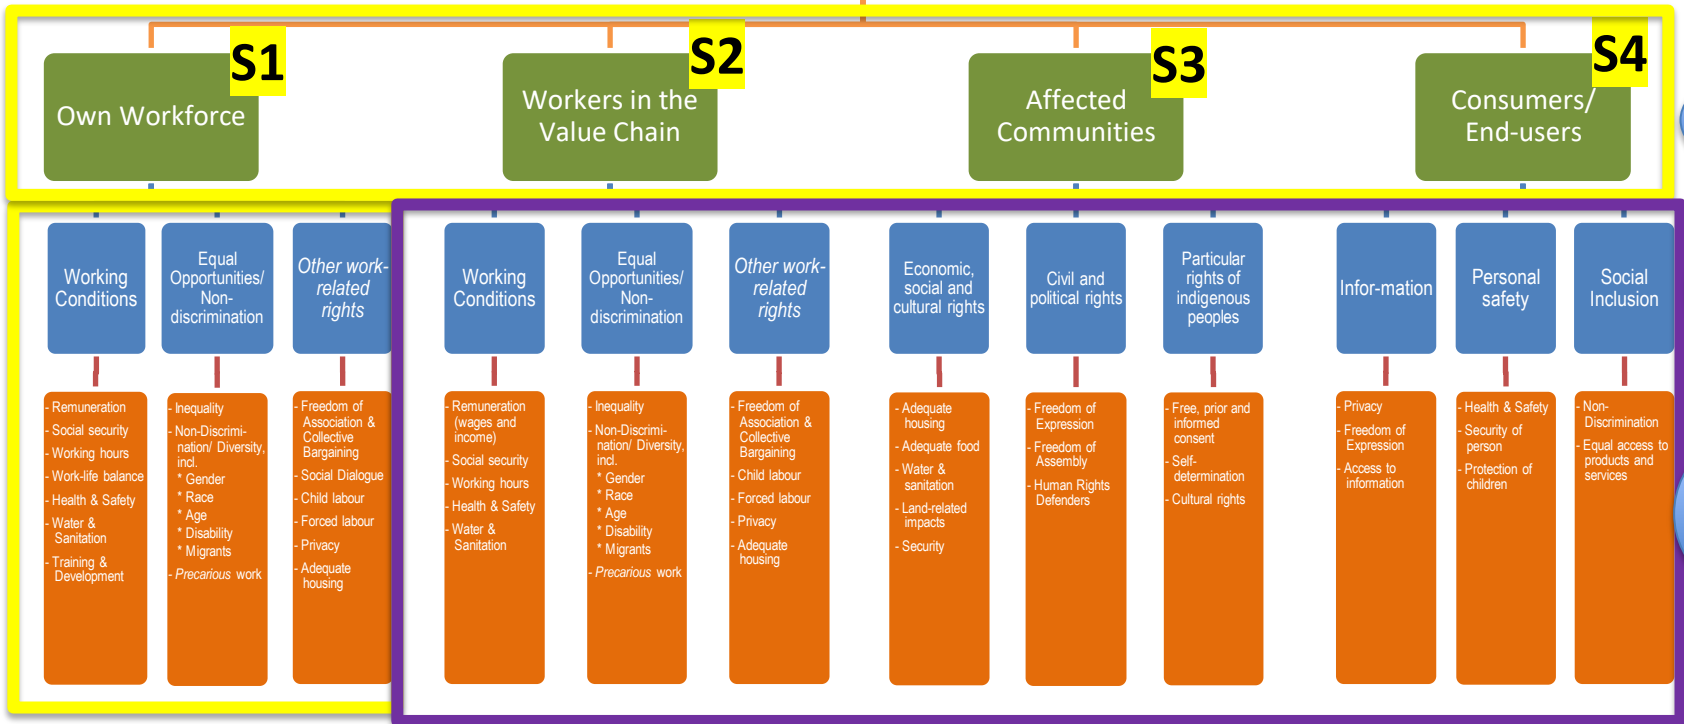 S1
Own Workforce
S2
Workers in the
Value Chain
S3
Affected
Communities
S4
Consumers/
End-users
Working
Conditions
Equal
Opportunities/
Non-
discrimination
Other work-
related
rights
Working
Conditions
Equal
Opportunities/
Non-
discrimination
Other work-
related
rights
Economic,
social and
cultural rights
Civil and
political rights
Particular
rights of
indigenous
peoples
Infor-mation
Personal
safety
Social
Inclusion
- Remuneration
- Social security
- Working hours
- Work-life balance
- Health & Safety
- Water &
Sanitation
- Training &
Development
- Inequality
- Non-Discrimi-
nation/ Diversity,
incl.
* Gender
* Race
* Age
* Disability
* Migrants
- Precarious work
- Freedom of
Association &
Collective
Bargaining
- Social Dialogue
- Child labour
- Forced labour
- Privacy
- Adequate
housing
- Remuneration
(wages and
income)
- Social security
- Working hours
- Health & Safety
- Water &
Sanitation
- Inequality
- Non-Discrimi-
nation/ Diversity,
incl.
* Gender
* Race
* Age
* Disability
* Migrants
- Precarious work
- Freedom of
Association &
Collective
Bargaining
- Child labour
- Forced labour
- Privacy
- Adequate
housing
- Adequate
housing
- Adequate food
- Water &
sanitation
- Land-related
impacts
- Security
- Freedom of
Expression
- Freedom of
Assembly
- Human Rights
Defenders
- Free, prior and
informed
consent
- Self-
determination
- Cultural rights
- Privacy
- Freedom of
Expression
- Access to
information
- Health & Safety
- Security of
person
- Protection of
children
- Non-
Discrimination
- Equal access to
products and
services